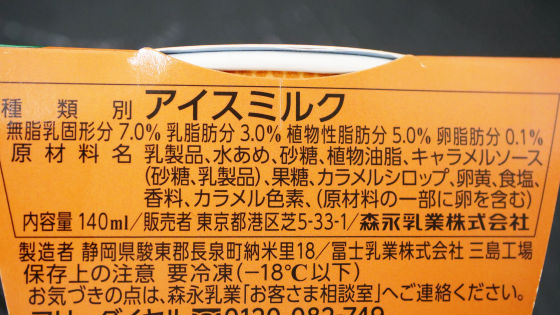 種類別 アイスミルク
無脂乳固形分 7.0% 乳脂肪分 3.0% 植物性脂肪分 5.0% 卵脂肪分 0.1%
原材料名 乳製品、水あめ、砂糖、植物油脂、キャラメルソース
(砂糖、乳製品)、果糖、カラメルシロップ、卵黄、食塩、
香料、カラメル色素、(原材料の一部に卵を含む)
内容量 140ml/販売者 東京都港区芝5-33-1/森永乳業株式会社
製造者 静岡県駿東郡長泉町納米里18/冨士乳業株式会社 三島工場
保存上の注意 要冷凍(-18℃以下)
お気づきの点は、森永乳業「お客さま相談室」へご連絡ください。
フリーダイヤル 0120-082-749